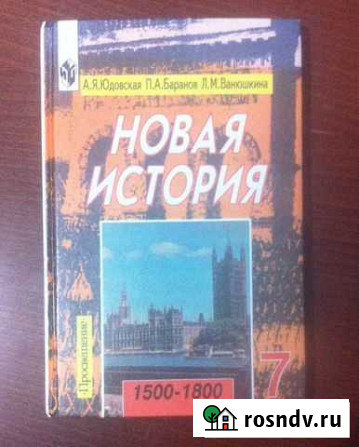 А.Я.Юдовская П.А.Баранов Л.М.Ванюшкина
НОВАЯ
ИСТОРИЯ
·Просвещение·
1500-1800
7
rosndv.ru